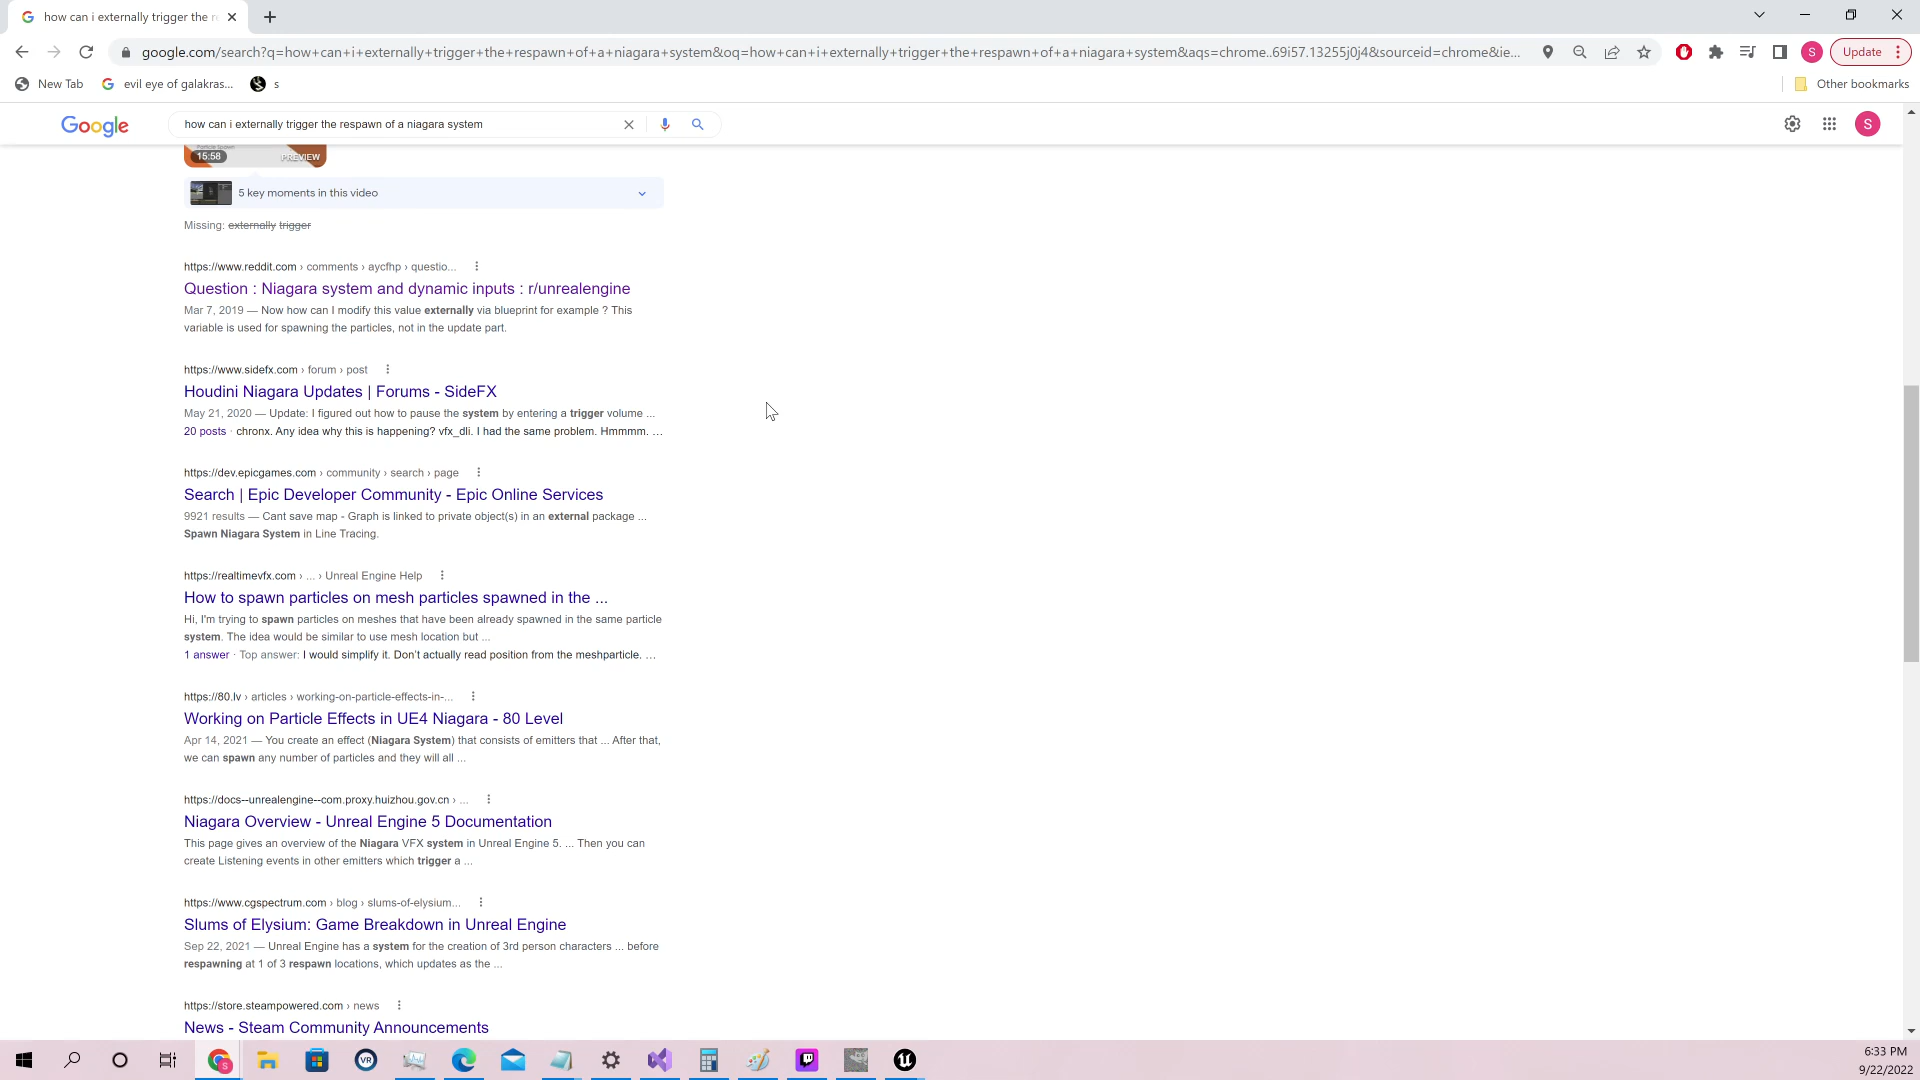 how can i externally trigger the re
google.com/search?q=how+can+i+externally+trigger+the+respawn+of+a+niagara+system&oq=how+can+i+externally+trigger+the+respawn+of+a+niagara+system&aqs=chrome..69i57.13255j0j4&sourceid=chrome&ie...
S
Update
New Tab
evil eye of galakras...
s
Other bookmarks
Google
how can i externally trigger the respawn of a niagara system
S
15:58
PREVIEW
5 key moments in this video
Missing: externally trigger
https://www.reddit.com › comments › aycfhp › questio...
Question : Niagara system and dynamic inputs : r/unrealengine
Mar 7, 2019 — Now how can I modify this value externally via blueprint for example ? This
variable is used for spawning the particles, not in the update part.
https://www.sidefx.com › forum › post
Houdini Niagara Updates | Forums - SideFX
May 21, 2020 — Update: I figured out how to pause the system by entering a trigger volume ...
20 posts · chronx. Any idea why this is happening? vfx_dli. I had the same problem. Hmmmm. ...
https://dev.epicgames.com › community › search › page
Search | Epic Developer Community - Epic Online Services
9921 results — Cant save map - Graph is linked to private object(s) in an external package ...
Spawn Niagara System in Line Tracing.
https://realtimevfx.com › ... › Unreal Engine Help
How to spawn particles on mesh particles spawned in the ...
Hi, I'm trying to spawn particles on meshes that have been already spawned in the same particle
system. The idea would be similar to use mesh location but ...
1 answer · Top answer: I would simplify it. Don't actually read position from the meshparticle. ...
https://80.lv › articles › working-on-particle-effects-in-...
Working on Particle Effects in UE4 Niagara - 80 Level
Apr 14, 2021 — You create an effect (Niagara System) that consists of emitters that ... After that,
we can spawn any number of particles and they will all ...
https://docs--unrealengine--com.proxy.huizhou.gov.cn › ...
Niagara Overview - Unreal Engine 5 Documentation
This page gives an overview of the Niagara VFX system in Unreal Engine 5. ... Then you can
create Listening events in other emitters which trigger a ...
https://www.cgspectrum.com › blog › slums-of-elysium...
Slums of Elysium: Game Breakdown in Unreal Engine
Sep 22, 2021 — Unreal Engine has a system for the creation of 3rd person characters ... before
respawning at 1 of 3 respawn locations, which updates as the ...
https://store.steampowered.com › news
News - Steam Community Announcements
VR
6:33 PM
9/22/2022